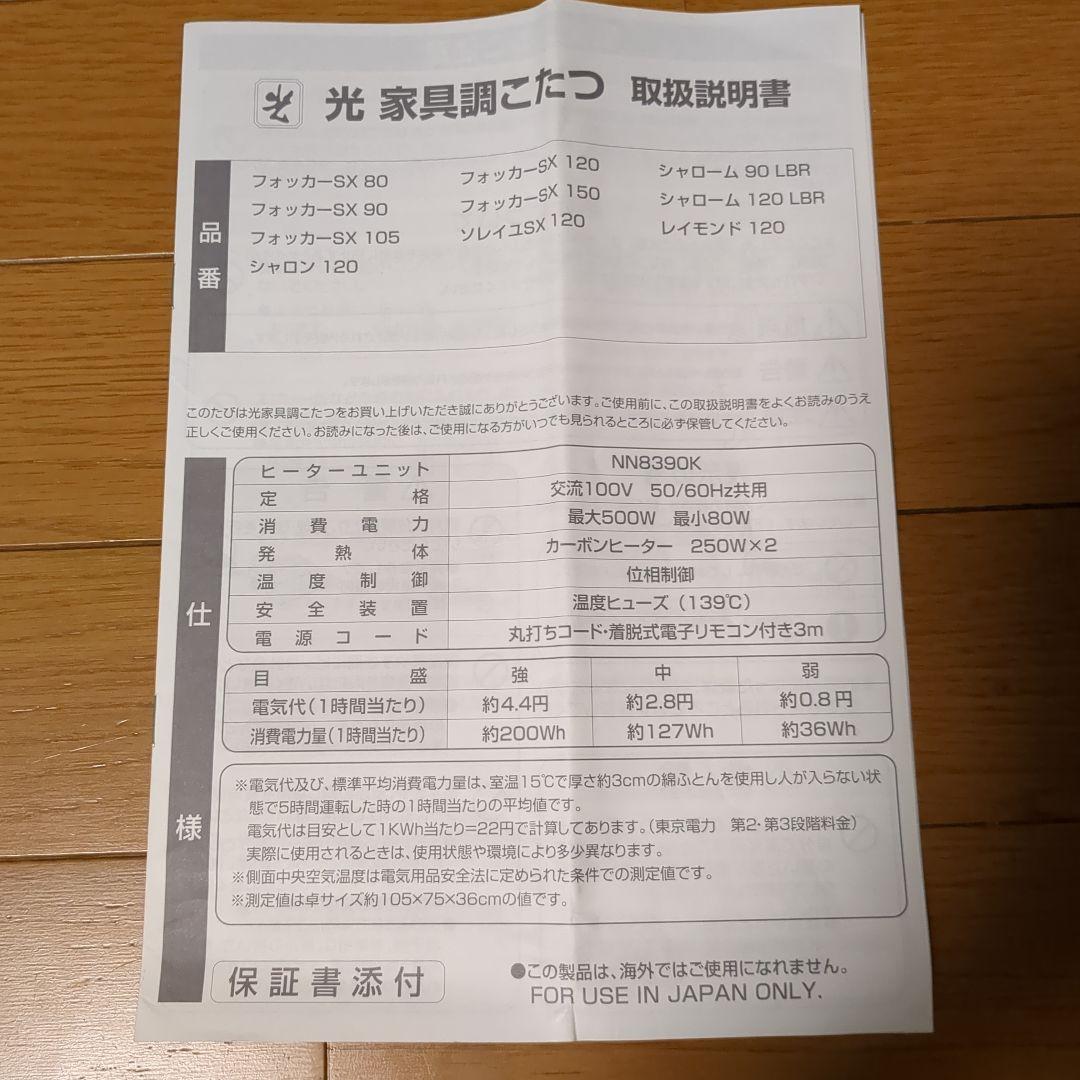 光 家具調こたつ 取扱説明書
品番
フォッカーSX 80 フォッカーSX 120 シャローム 90 LBR
フォッカーSX 90 フォッカーSX 150 シャローム 120 LBR
フォッカーSX 105 ソレイユSX 120 レイモンド 120
シャロン 120
このたびは光家具調こたつをお買い上げいただき誠にありがとうございます。ご使用前に、この取扱説明書をよくお読みのうえ
正しくご使用ください。お読みになった後は、ご使用になる方がいつでも見られるところに必ず保管してください。
仕様
ヒーターユニット NN8390K
定格 交流100V 50/60Hz共用
消費電力 最大500W 最小80W
発熱体 カーボンヒーター 250W×2
温度制御 位相制御
安全装置 温度ヒューズ(139℃)
電源コード 丸打ちコード・着脱式電子リモコン付き3m
目盛 強 中 弱
電気代(1時間当たり) 約4.4円 約2.8円 約0.8円
消費電力量(1時間当たり) 約200Wh 約127Wh 約36Wh
※電気代及び、標準平均消費電力量は、室温15℃で厚さ約3cmの綿ふとんを使用し人が入らない状
態で5時間運転した時の1時間当たりの平均値です。
電気代は目安として1KWh当たり=22円で計算してあります。(東京電力 第2・第3段階料金)
実際に使用されるときは、使用状態や環境により多少異なります。
※側面中央空気温度は電気用品安全法に定められた条件での測定値です。
※測定値は卓サイズ約105×75×36cmの値です。
保証書添付
●この製品は、海外ではご使用になれません。
FOR USE IN JAPAN ONLY.